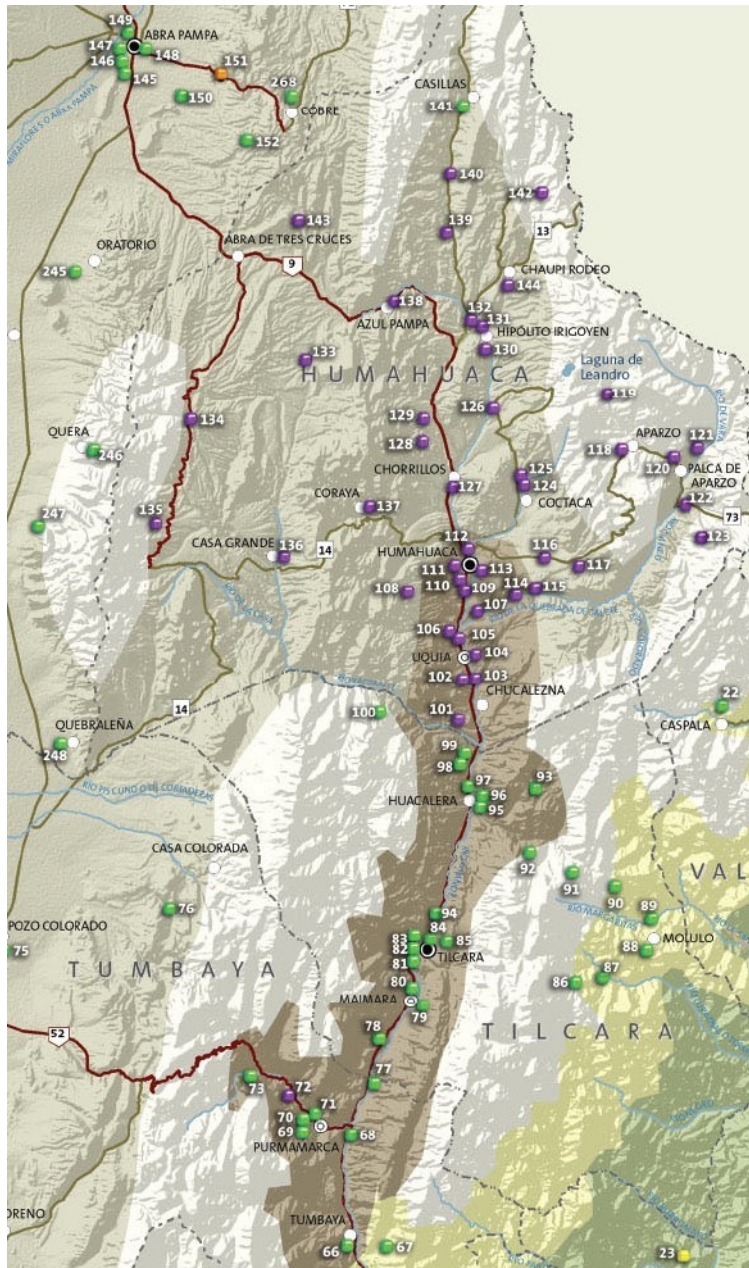 149
ABRA PAMPA
147
148
146
151
145
150
268
COBRE
152
MIRAFLORES O ABRA PAMPA
CASILLAS
141
140
142
139
13
143
ABRA DE TRES CRUCES
ORATORIO
245
9
CHAUPI RODEO
144
138
AZUL PAMPA
132
131
HIPÓLITO IRIGOYEN
130
133
HUMAHUACA
Laguna de
Leandro
119
134
129
126
128
QUERA
246
118
APARZO
121
120
PALCA DE
APARZO
CHORRILLOS
125
127
124
COCTACA
CORAYA
137
122
73
247
135
123
CASA GRANDE
136
14
112
HUMAHUACA
116
111
113
117
110
109
114
115
108
107
106
105
UQUIA
104
102
103
CHUCALEZNA
22
CASPALA
14
100
101
QUEBRALEÑA
248
99
98
97
93
96
HUACALERA
95
CASA COLORADA
92
91
90
VAL
76
94
89
RÍO MARGARITAS
POZO COLORADO
84
83
85
75
82
TILCARA
88
MOLULO
81
TUMBAYA
87
80
86
MAIMARA
79
TILCARA
52
78
73
72
77
71
70
69
68
PURMAMARCA
RENO
TUMBAYA
66
67
23